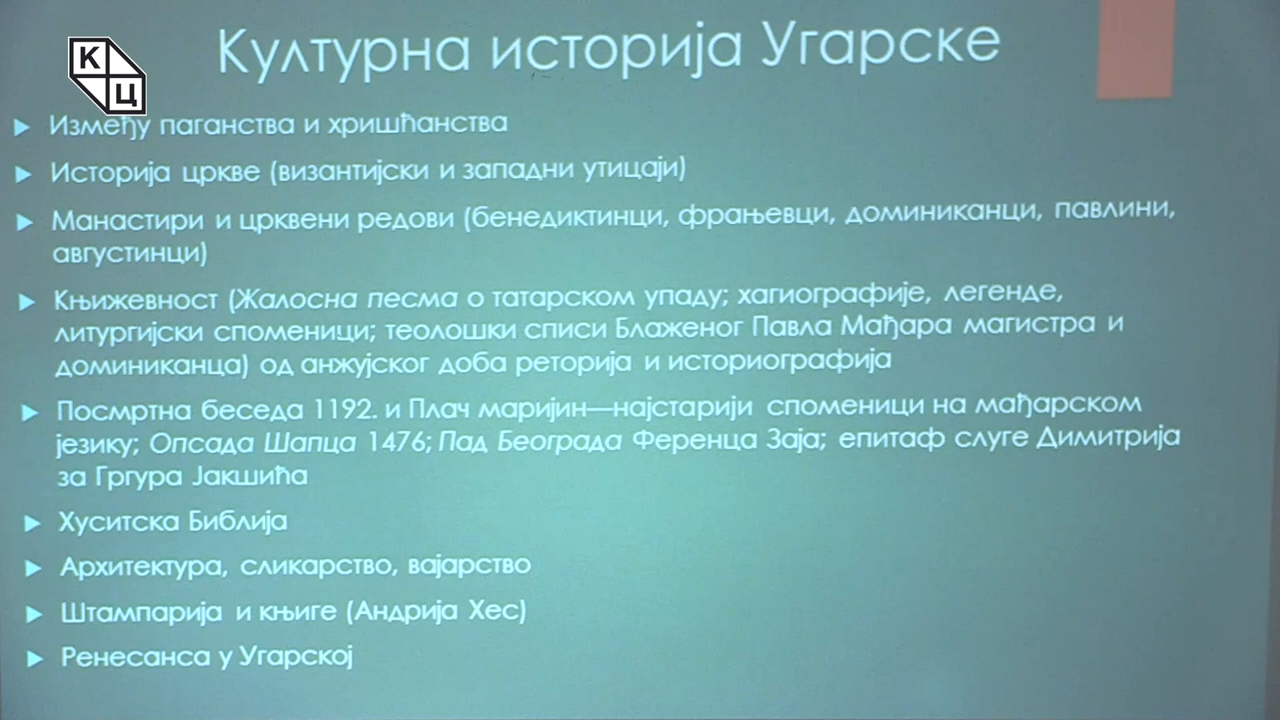 К
Ц
Културна историја Угарске
Између паганства и хришћанства
Историја цркве (византијски и западни утицаји)
Манастири и црквени редови (бенедиктинци, фрањевци, доминиканци, павлини,
августинци)
Књижевност (Жалосна песма о татарском упаду; хагиографије, легенде,
литургијски споменици; теолошки списи Блаженог Павла Мађара магистра и
доминиканца) од анжујског доба реторија и историографија
Посмртна беседа 1192. и Плач маријин—најстарији споменици на мађарском
језику; Опсада Шапца 1476; Пад Београда Ференца Заја; епитаф слуге Димитрија
за Гргура Јакшића
Хуситска Библија
Архитектура, сликарство, вајарство
Штампарија и књиге (Андрија Хес)
Ренесанса у Угарској